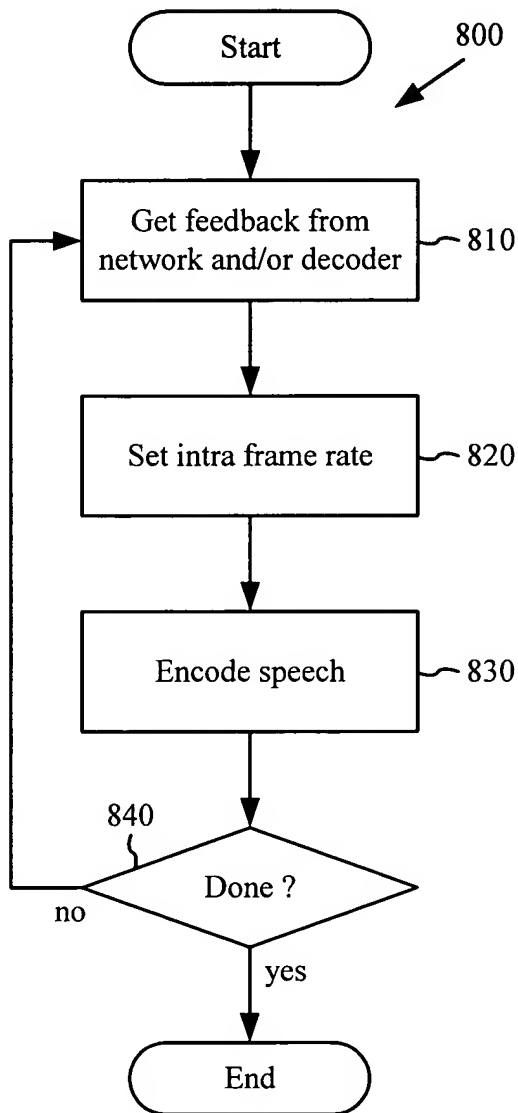 Start
800
Get feedback from
network and/or decoder
810
Set intra frame rate
820
Encode speech
830
840
Done ?
no
yes
End